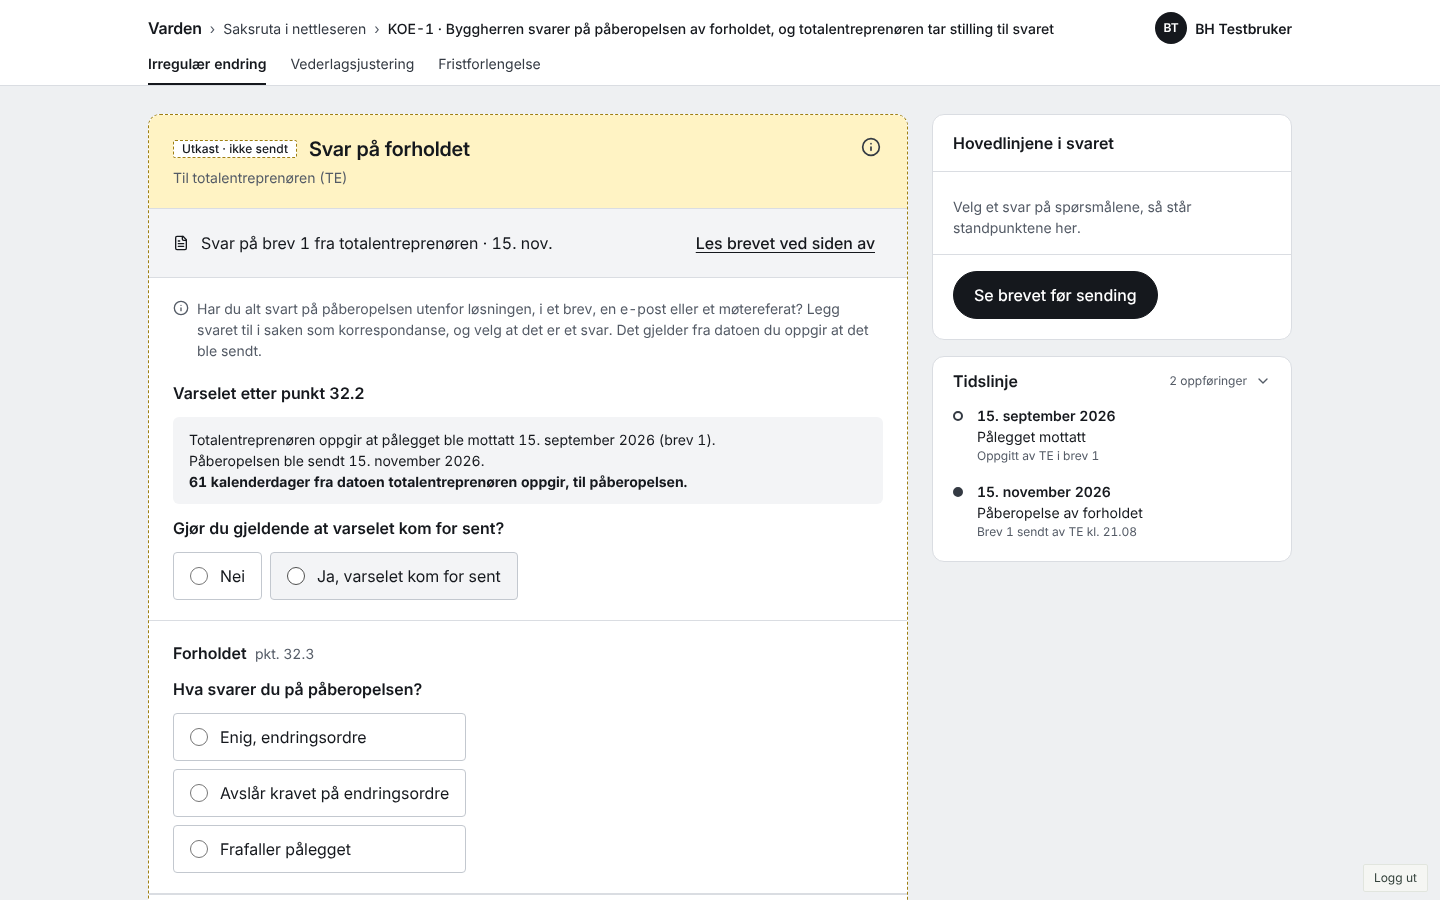 Varden › Saksruta i nettleseren › KOE-1 · Byggherren svarer på påberopelsen av forholdet, og totalentreprenøren tar stilling til svaret
BT BH Testbruker
Irregulær endring Vederlagsjustering Fristforlengelse
Utkast · ikke sendt Svar på forholdet
Til totalentreprenøren (TE)
Svar på brev 1 fra totalentreprenøren · 15. nov. Les brevet ved siden av
Har du alt svart på påberopelsen utenfor løsningen, i et brev, en e-post eller et møtereferat? Legg
svaret til i saken som korrespondanse, og velg at det er et svar. Det gjelder fra datoen du oppgir at det
ble sendt.
Varselet etter punkt 32.2
Totalentreprenøren oppgir at pålegget ble mottatt 15. september 2026 (brev 1).
Påberopelsen ble sendt 15. november 2026.
61 kalenderdager fra datoen totalentreprenøren oppgir, til påberopelsen.
Gjør du gjeldende at varselet kom for sent?
Nei Ja, varselet kom for sent
Forholdet pkt. 32.3
Hva svarer du på påberopelsen?
Enig, endringsordre
Avslår kravet på endringsordre
Frafaller pålegget
Hovedlinjene i svaret
Velg et svar på spørsmålene, så står
standpunktene her.
Se brevet før sending
Tidslinje 2 oppføringer
15. september 2026
Pålegget mottatt
Oppgitt av TE i brev 1
15. november 2026
Påberopelse av forholdet
Brev 1 sendt av TE kl. 21.08
Logg ut